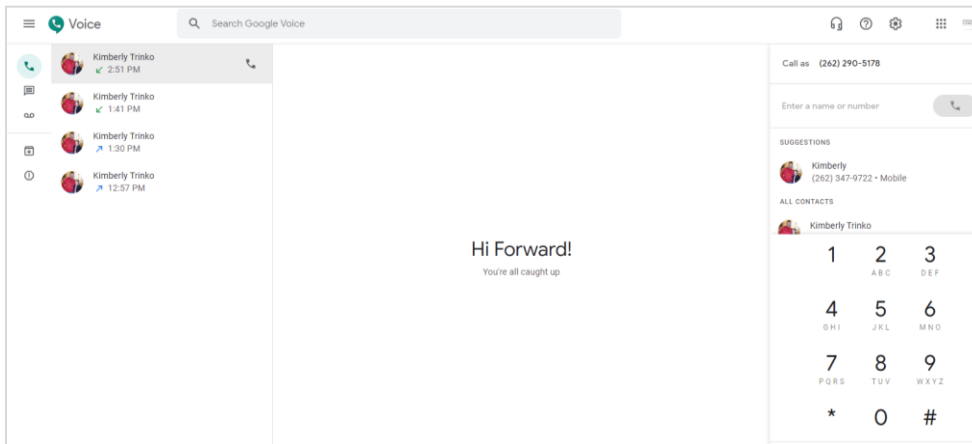 Voice
Search Google Voice
Kimberly Trinko
2:51 PM
Kimberly Trinko
1:41 PM
Kimberly Trinko
1:30 PM
Kimberly Trinko
12:57 PM
Hi Forward!
You're all caught up
Call as (262) 290-5178
Enter a name or number
SUGGESTIONS
Kimberly
(262) 347-9722 • Mobile
ALL CONTACTS
Kimberly Trinko
1 2 3
ABC DEF
4 5 6
GHI JKL MNO
7 8 9
PQRS TUV WXYZ
* 0 #